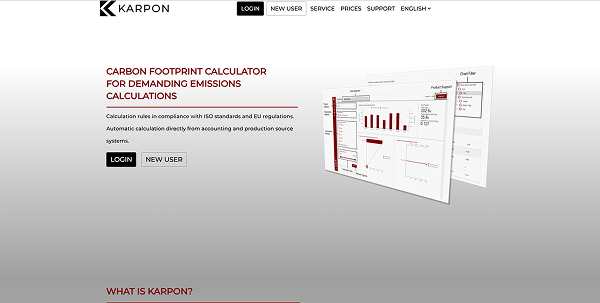 KARPON
LOGIN
NEW USER
SERVICE
PRICES
SUPPORT
ENGLISH
CARBON FOOTPRINT CALCULATOR
FOR DEMANDING EMISSIONS
CALCULATIONS
Calculation rules in compliance with ISO standards and EU regulations.
Automatic calculation directly from accounting and production source
systems.
LOGIN
NEW USER
Product Support
Chart Filter
WHAT IS KARPON?